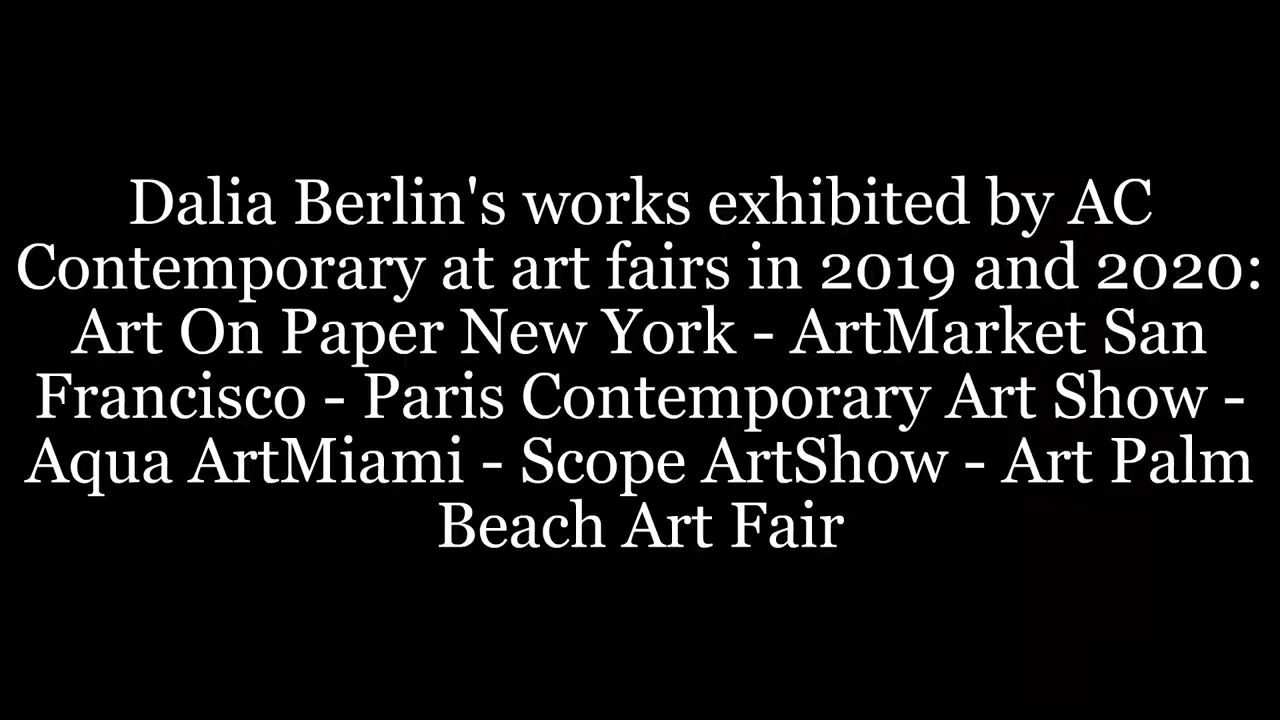 Dalia Berlin's works exhibited by AC
Contemporary at art fairs in 2019 and 2020:
Art On Paper New York - ArtMarket San
Francisco - Paris Contemporary Art Show -
Aqua ArtMiami - Scope ArtShow - Art Palm
Beach Art Fair